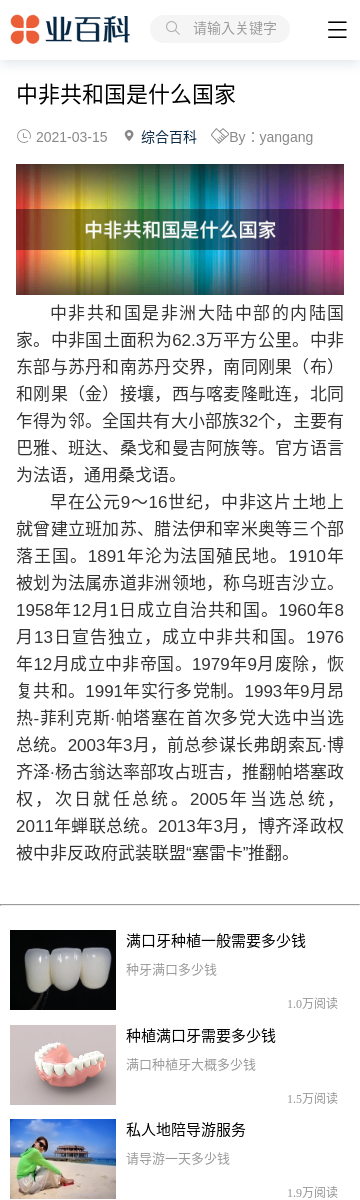 业百科
请输入关键字
中非共和国是什么国家
2021-03-15 综合百科 By：yangang
中非共和国是什么国家
中非共和国是非洲大陆中部的内陆国
家。中非国土面积为62.3万平方公里。中非
东部与苏丹和南苏丹交界，南同刚果（布）
和刚果（金）接壤，西与喀麦隆毗连，北同
乍得为邻。全国共有大小部族32个，主要有
巴雅、班达、桑戈和曼吉阿族等。官方语言
为法语，通用桑戈语。
早在公元9～16世纪，中非这片土地上
就曾建立班加苏、腊法伊和宰米奥等三个部
落王国。1891年沦为法国殖民地。1910年
被划为法属赤道非洲领地，称乌班吉沙立。
1958年12月1日成立自治共和国。1960年8
月13日宣告独立，成立中非共和国。1976
年12月成立中非帝国。1979年9月废除，恢
复共和。1991年实行多党制。1993年9月昂
热-菲利克斯·帕塔塞在首次多党大选中当选
总统。2003年3月，前总参谋长弗朗索瓦·博
齐泽·杨古翁达率部攻占班吉，推翻帕塔塞政
权，次日就任总统。2005年当选总统，
2011年蝉联总统。2013年3月，博齐泽政权
被中非反政府武装联盟“塞雷卡”推翻。
满口牙种植一般需要多少钱
种牙满口多少钱
1.0万阅读
种植满口牙需要多少钱
满口种植牙大概多少钱
1.5万阅读
私人地陪导游服务
请导游一天多少钱
1.9万阅读